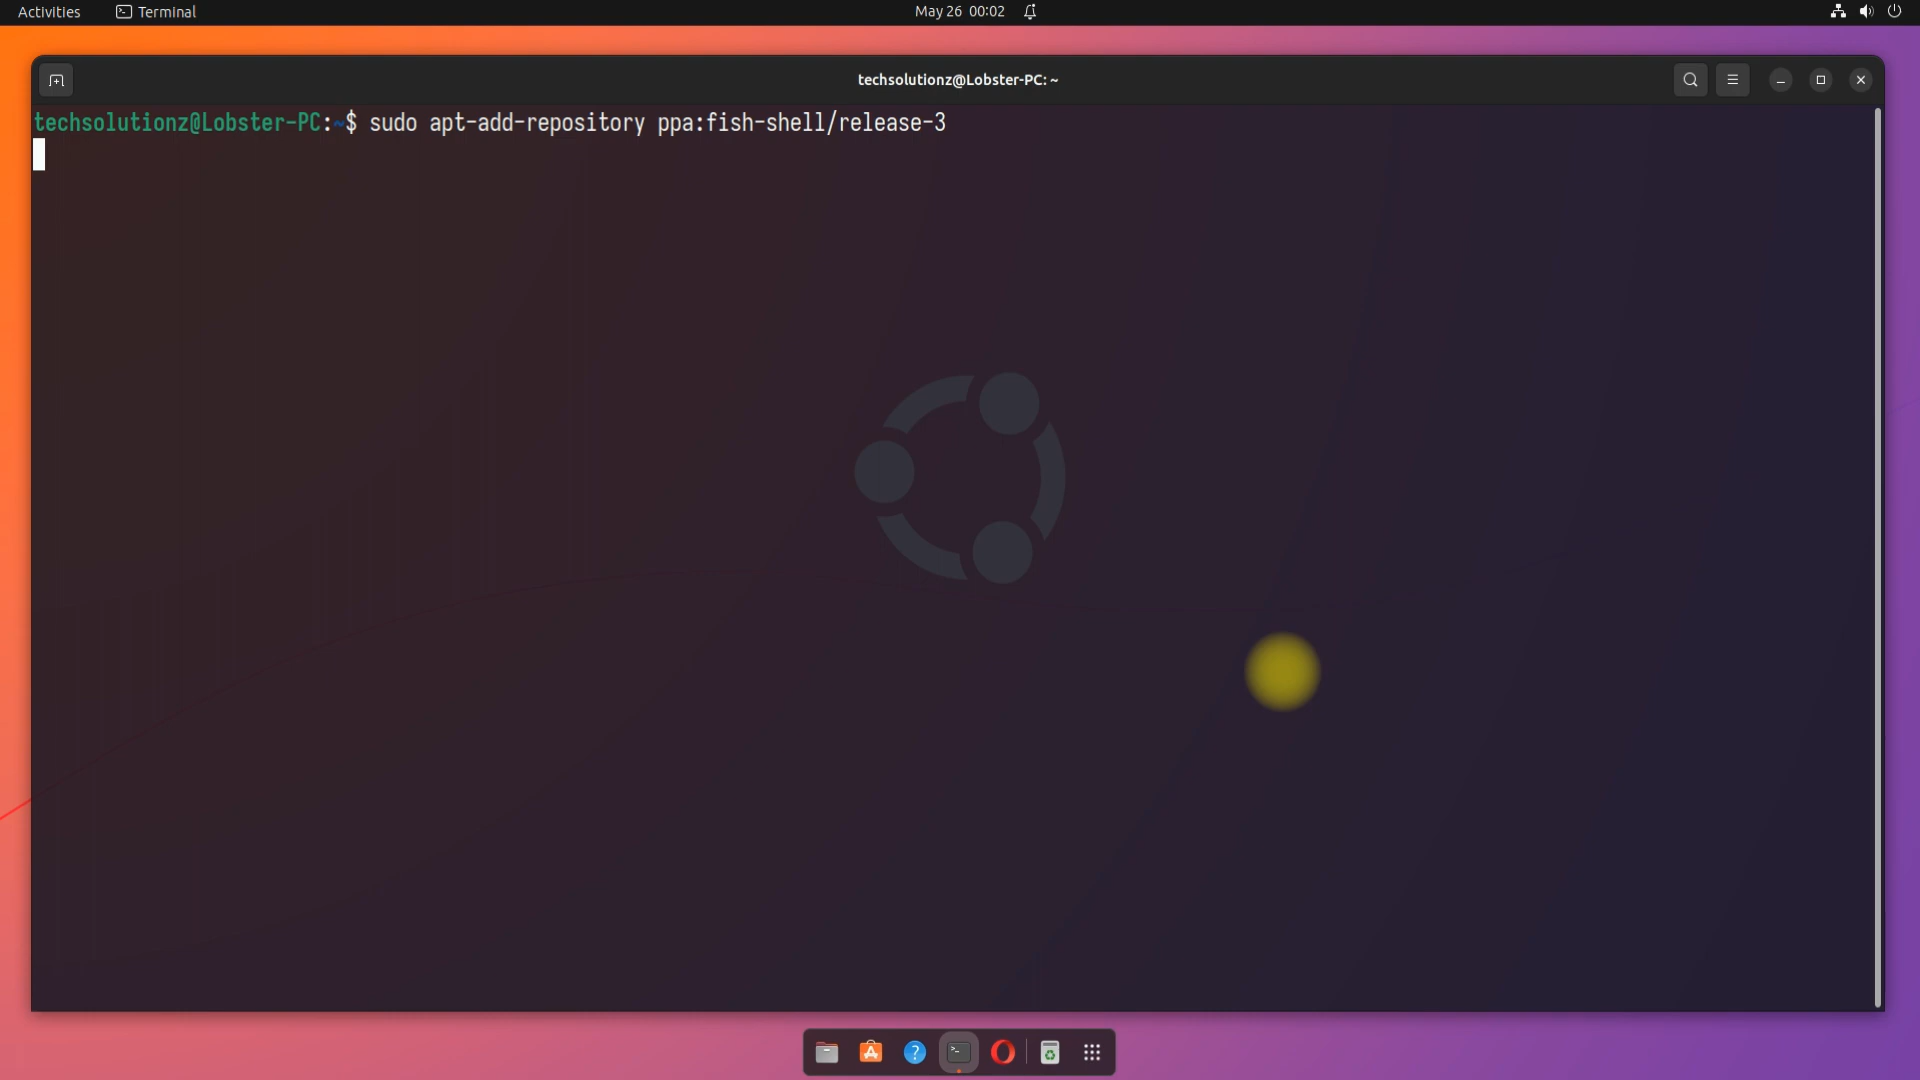 Activities
Terminal
May 26 00:02
techsolutionz@Lobster-PC: ~
techsolutionz@Lobster-PC:~$ sudo apt-add-repository ppa:fish-shell/release-3